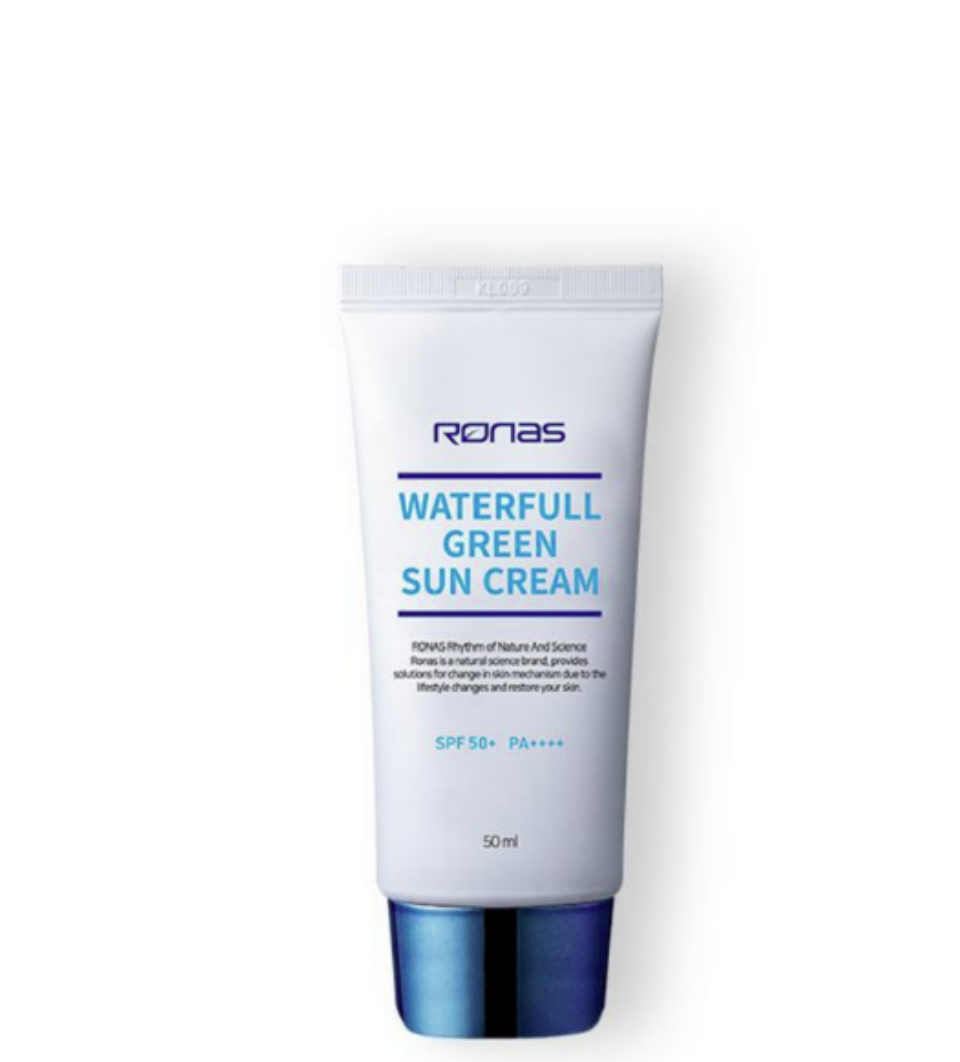 KL009
RONAS
WATERFULL
GREEN
SUN CREAM
RONAS Rhythm of Nature And Science
Ronas is a natural science brand, provides
solutions for change in skin mechanism due to the
lifestyle changes and restore your skin.
SPF 50+ PA++++
50 ml